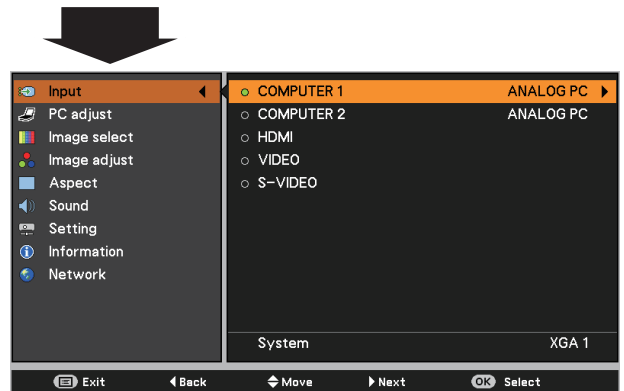 Input
PC adjust
Image select
Image adjust
Aspect
Sound
Setting
Information
Network
COMPUTER 1 ANALOG PC
COMPUTER 2 ANALOG PC
HDMI
VIDEO
S-VIDEO
System XGA 1
Exit Back Move Next OK Select